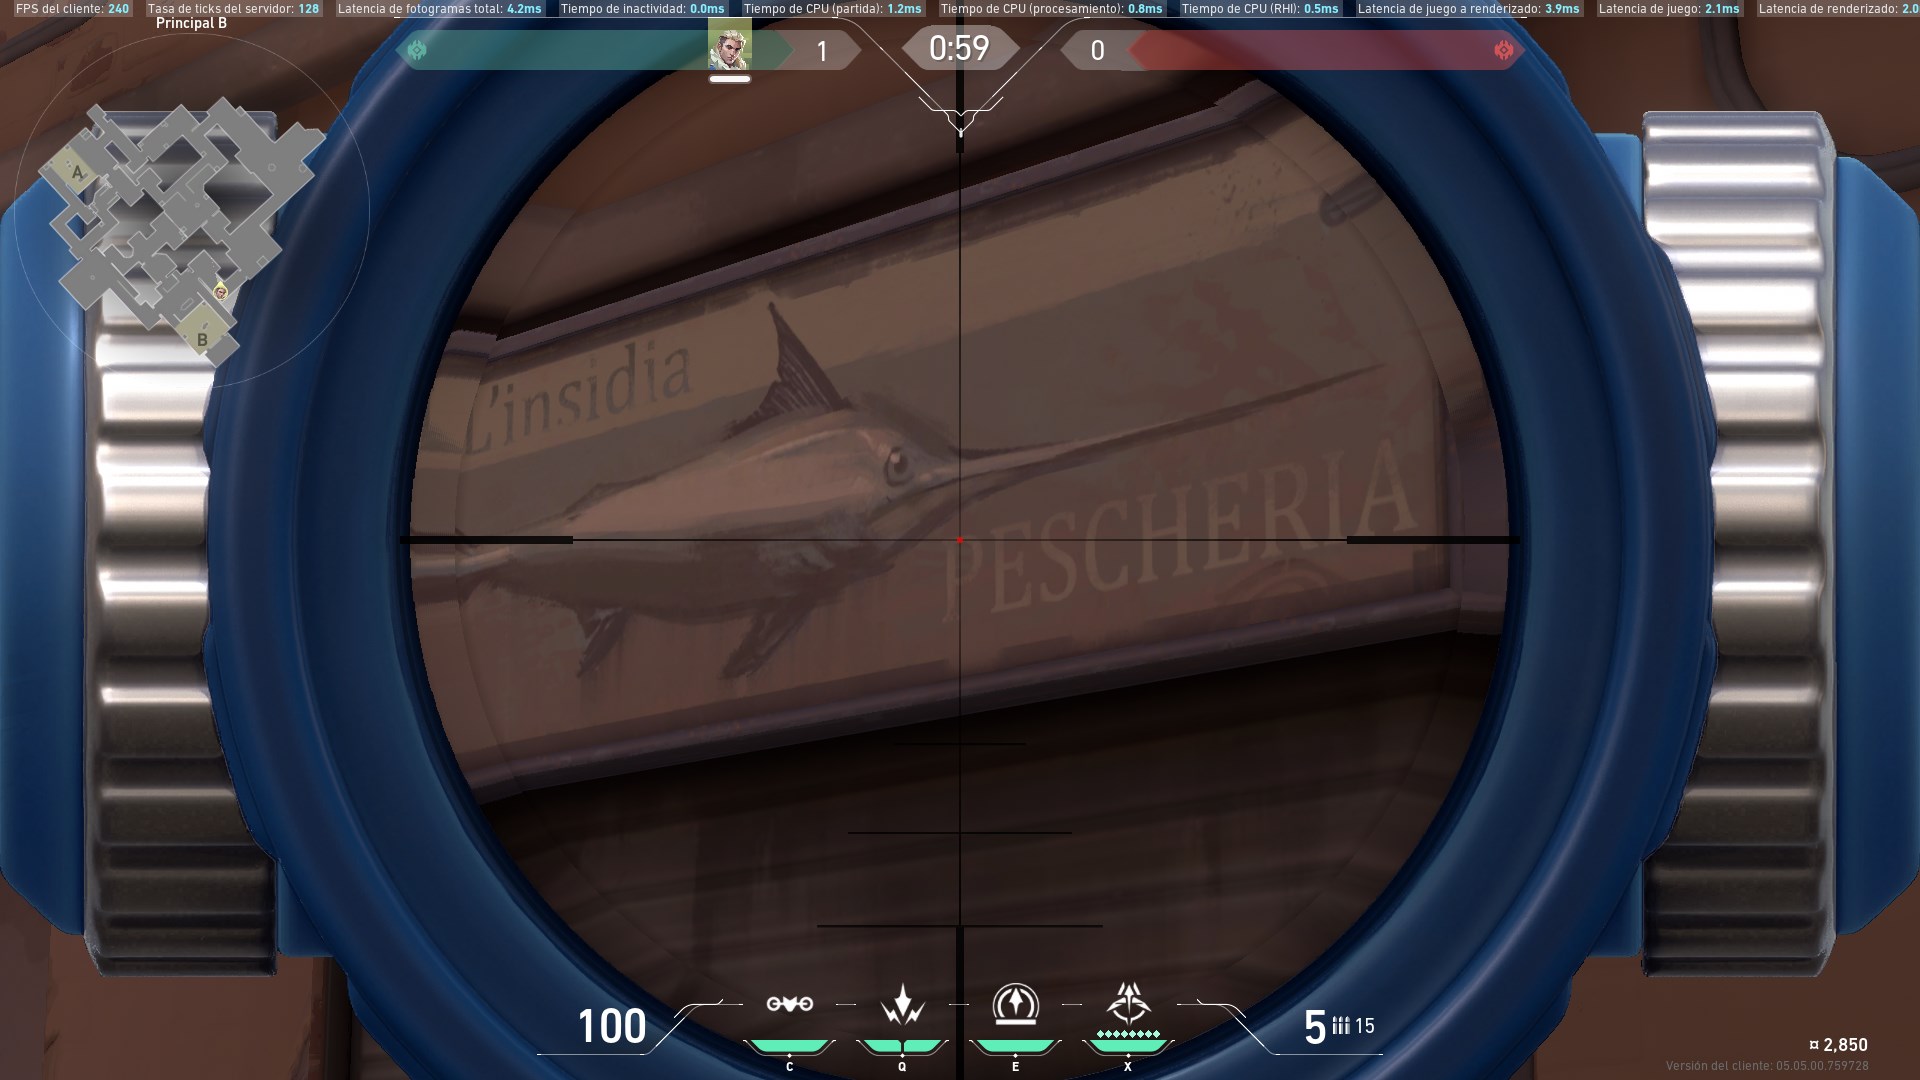 FPS del cliente: 240 Tasa de ticks del servidor: 128 Latencia de fotogramas total: 4.2ms Tiempo de inactividad: 0.0ms Tiempo de CPU (partida): 1.2ms Tiempo de CPU (procesamiento): 0.8ms Tiempo de CPU (RHI): 0.5ms Latencia de juego a renderizado: 3.9ms Latencia de juego: 2.1ms Latencia de renderizado: 2.0
Principal B
1 0:59 0
A
B
L'insidia
PESCHERIA
100
5 15
C Q E X
¤ 2,850
Versión del cliente: 05.05.00.759728